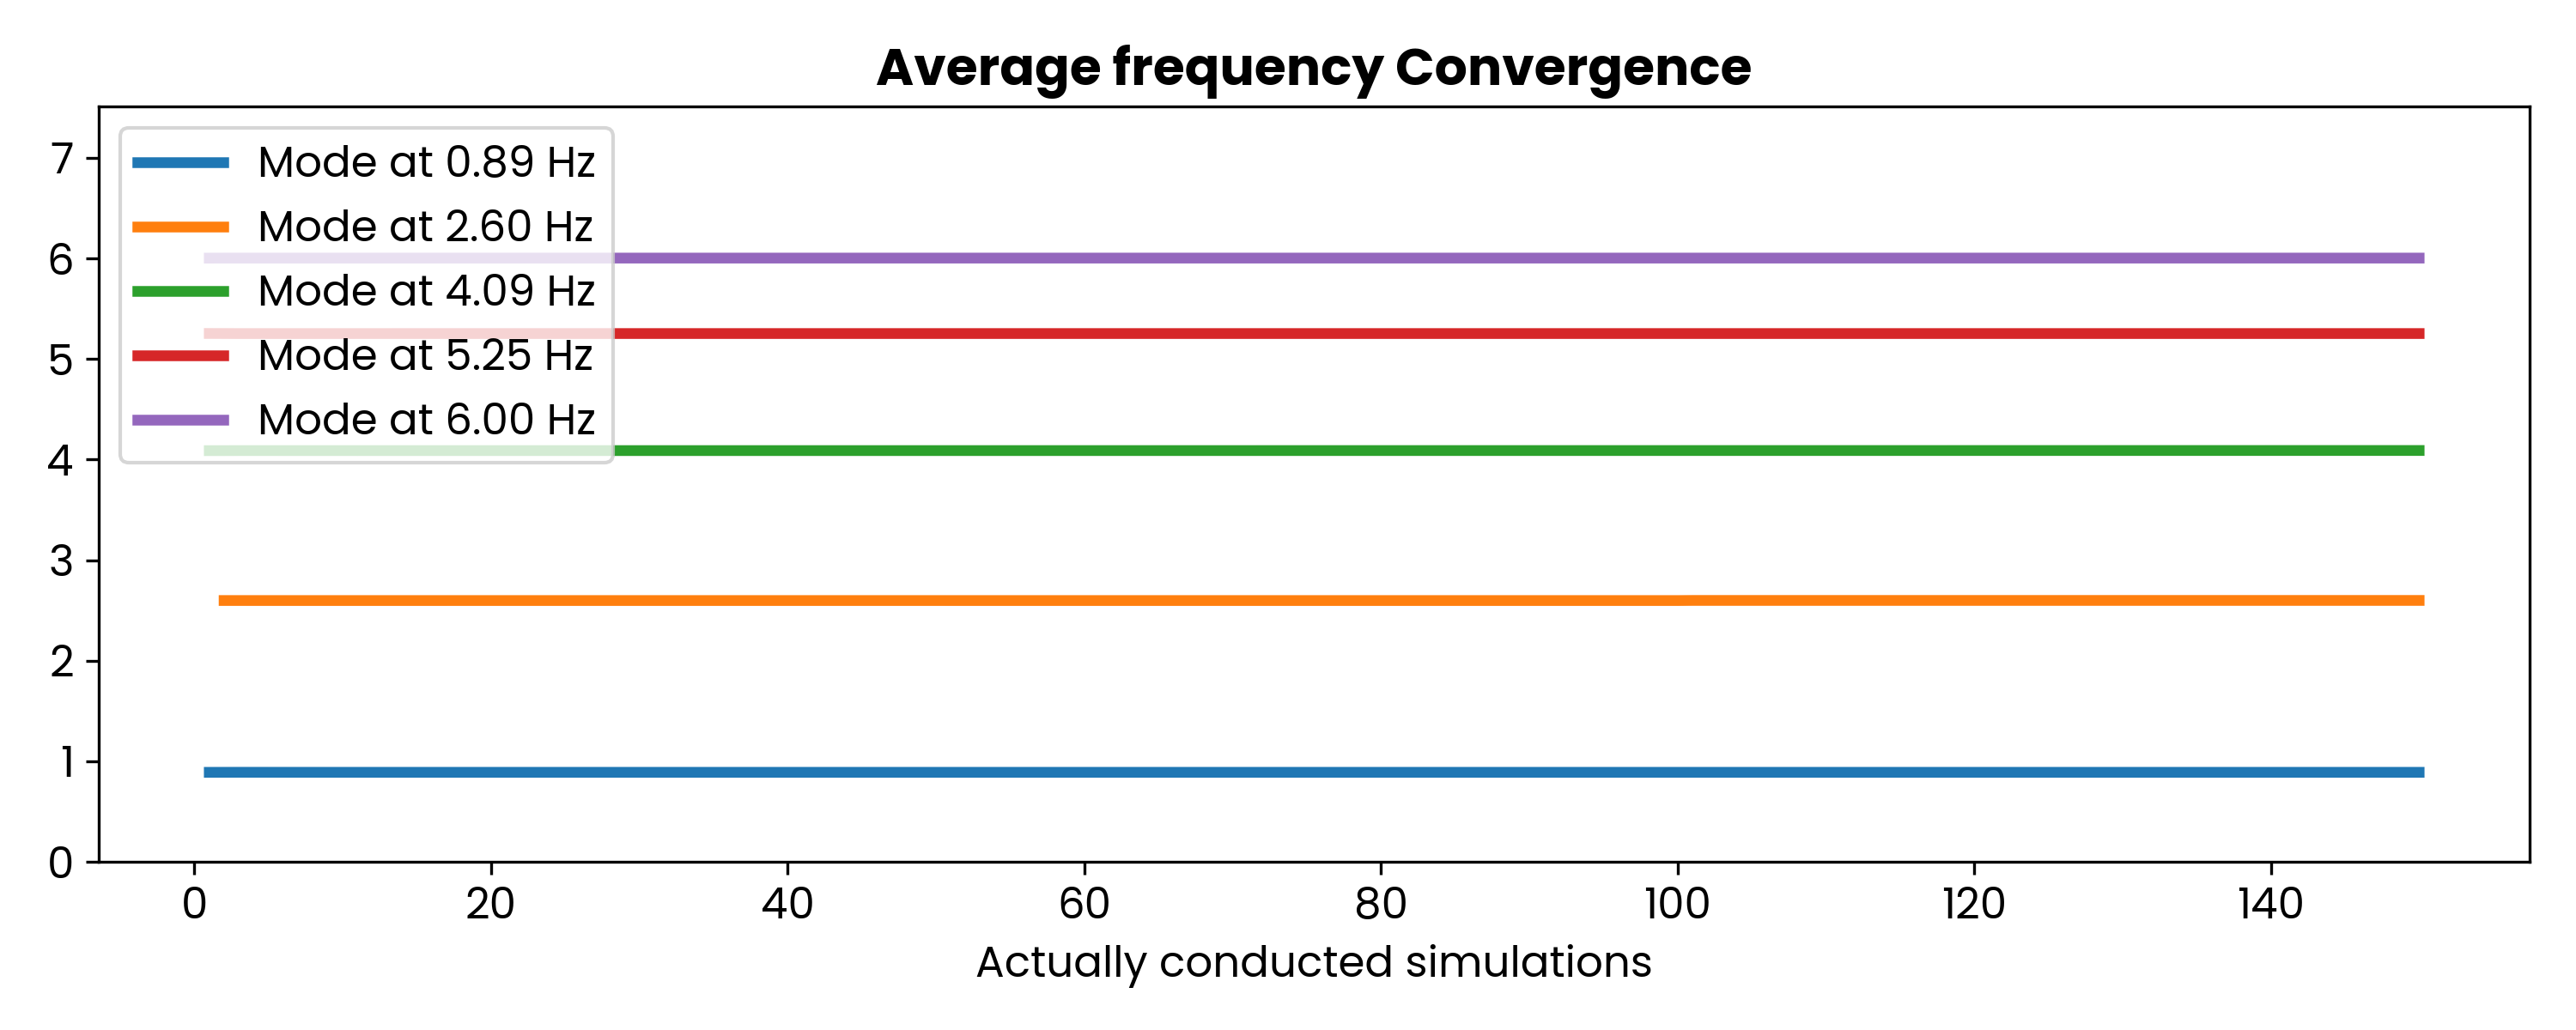 Average frequency Convergence
7
6
5
4
3
2
1
0
Mode at 0.89 Hz
Mode at 2.60 Hz
Mode at 4.09 Hz
Mode at 5.25 Hz
Mode at 6.00 Hz
0 20 40 60 80 100 120 140
Actually conducted simulations